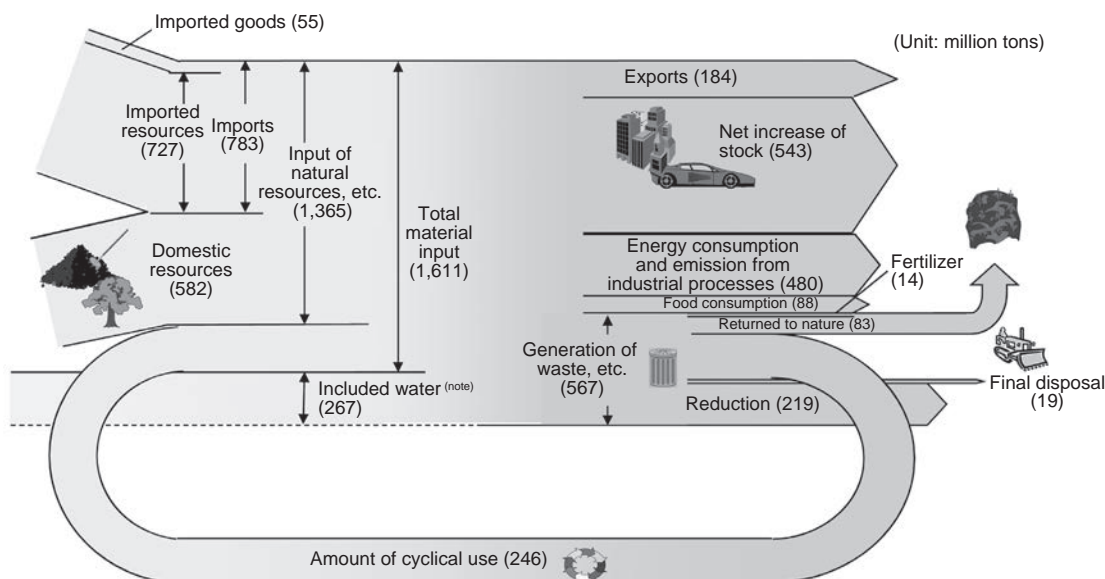 Imported goods (55)
(Unit: million tons)
Exports (184)
Imported
resources
(727)
Imports
(783)
Input of
natural
resources, etc.
(1,365)
Net increase of
stock (543)
Total
material
input
(1,611)
Domestic
resources
(582)
Energy consumption
and emission from
industrial processes (480)
Fertilizer
(14)
Food consumption (88)
Returned to nature (83)
Generation of
waste, etc.
(567)
Included water (note)
(267)
Reduction (219)
Final disposal
(19)
Amount of cyclical use (246)